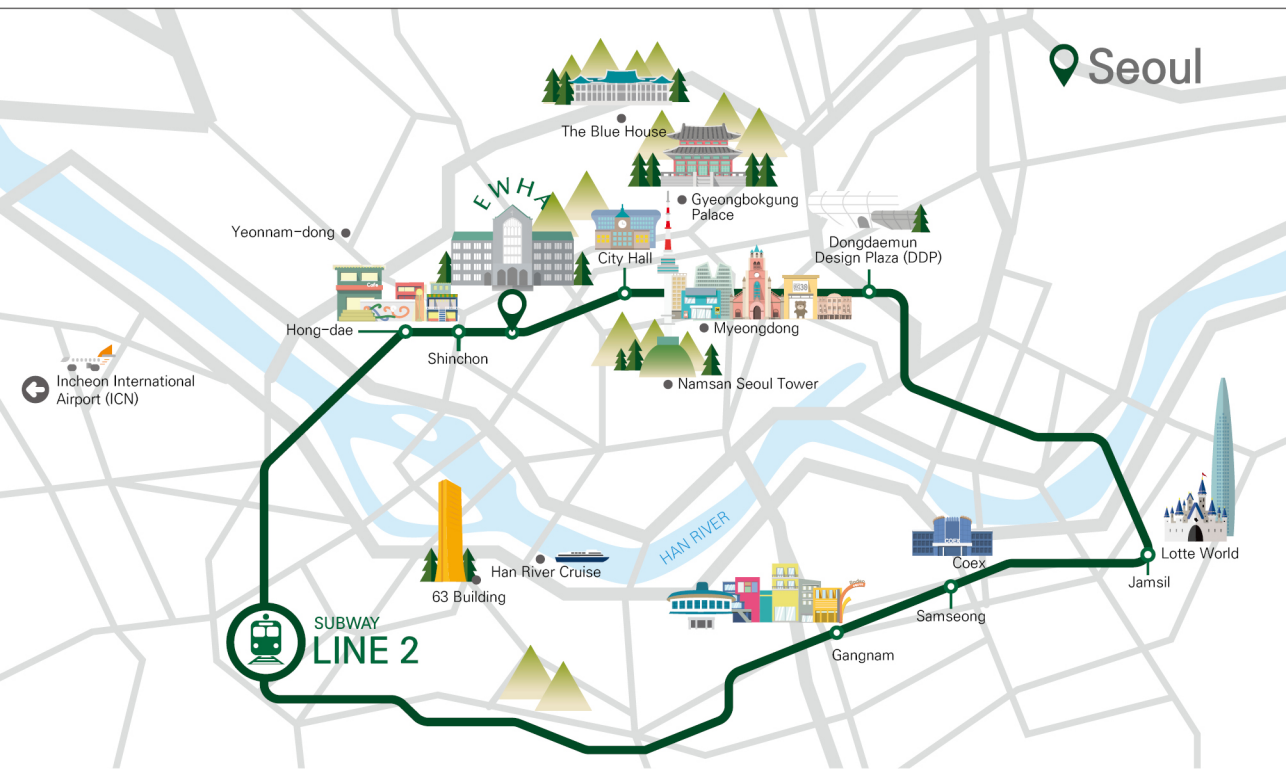 Seoul
The Blue House
EWHA
Gyeongbokgung
Palace
Yeonnam-dong
City Hall
Dongdaemun
Design Plaza (DDP)
Cafe
Hong-dae
Shinchon
Myeongdong
Incheon International
Airport (ICN)
Namsan Seoul Tower
HAN RIVER
COEX
Coex
Lotte World
Han River Cruise
Jamsil
63 Building
Samseong
SUBWAY
LINE 2
Gangnam